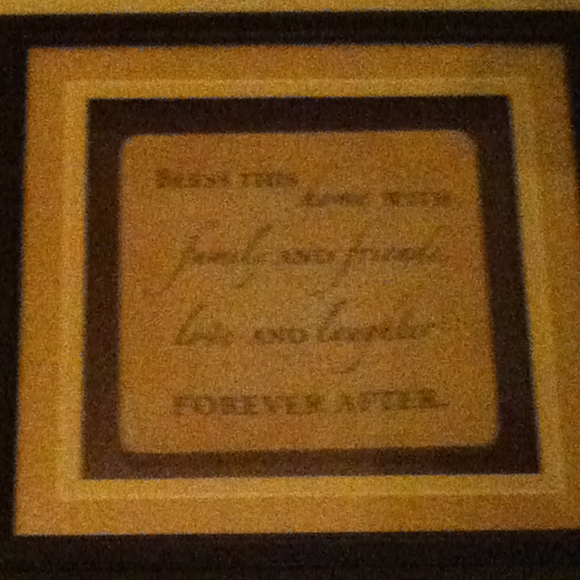 BLESS THIS
home WITH
family AND friends,
love AND laughter
FOREVER AFTER.